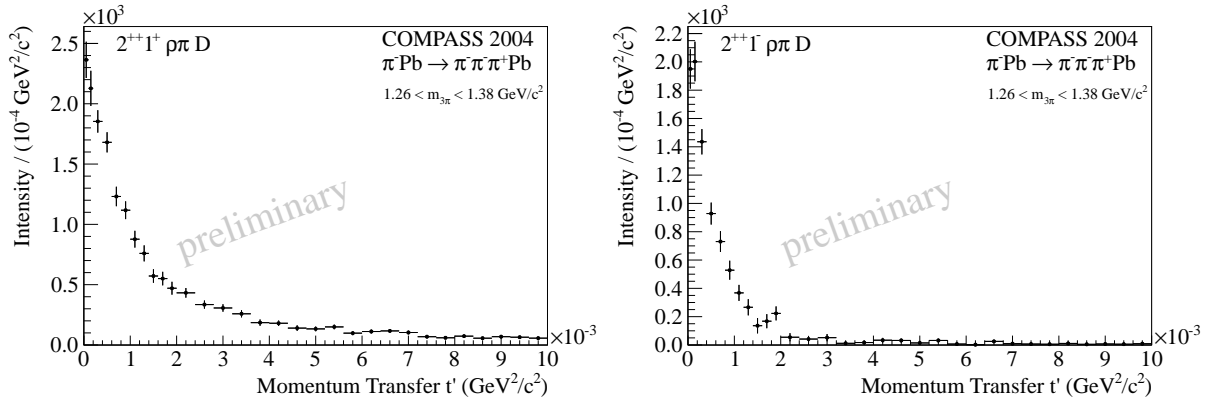 ×10³
2⁺⁺1⁺ ρπ D
COMPASS 2004
π⁻Pb → π⁻π⁻π⁺Pb
1.26 < m₃π < 1.38 GeV/c²
preliminary
Intensity / (10⁻⁴ GeV²/c²)
2.5
2.0
1.5
1.0
0.5
0.0
0 1 2 3 4 5 6 7 8 9 10
×10⁻³
Momentum Transfer t' (GeV²/c²)
×10³
2⁺⁺1⁻ ρπ D
COMPASS 2004
π⁻Pb → π⁻π⁻π⁺Pb
1.26 < m₃π < 1.38 GeV/c²
preliminary
Intensity / (10⁻⁴ GeV²/c²)
2.2
2.0
1.8
1.6
1.4
1.2
1.0
0.8
0.6
0.4
0.2
0.0
0 1 2 3 4 5 6 7 8 9 10
×10⁻³
Momentum Transfer t' (GeV²/c²)